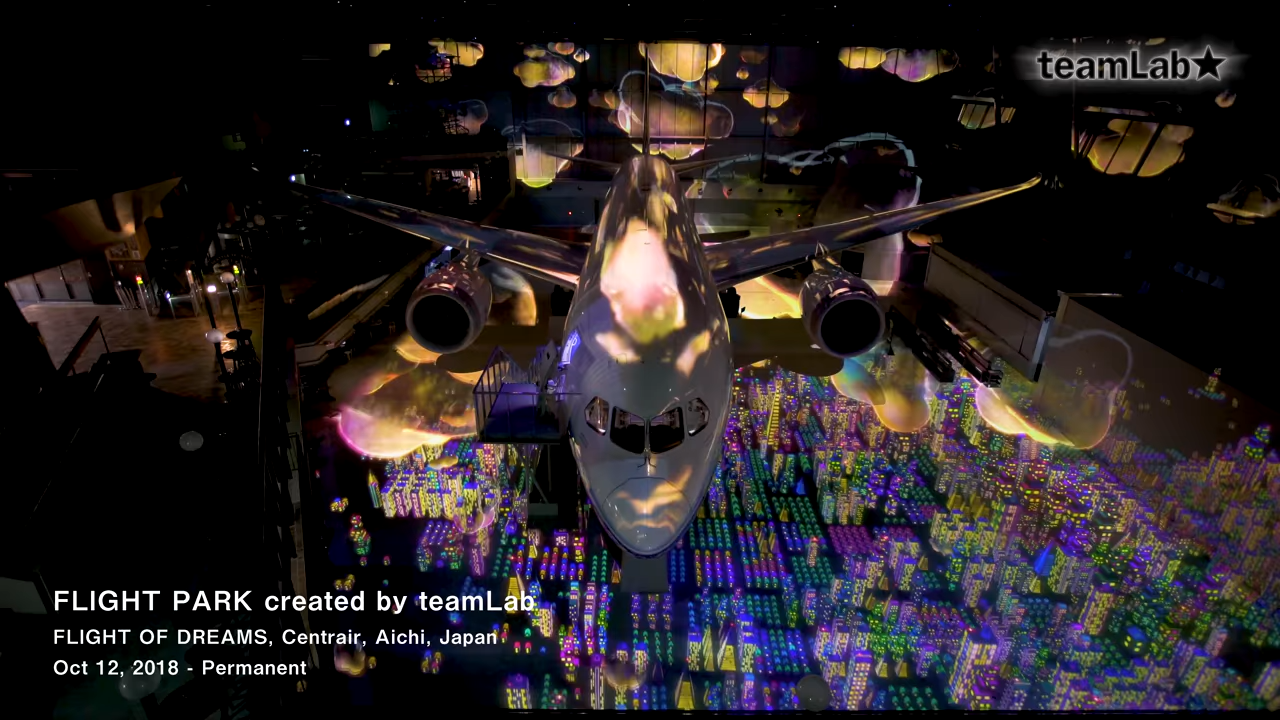 teamLab★
FLIGHT PARK created by teamLab
FLIGHT OF DREAMS, Centrair, Aichi, Japan
Oct 12, 2018 - Permanent